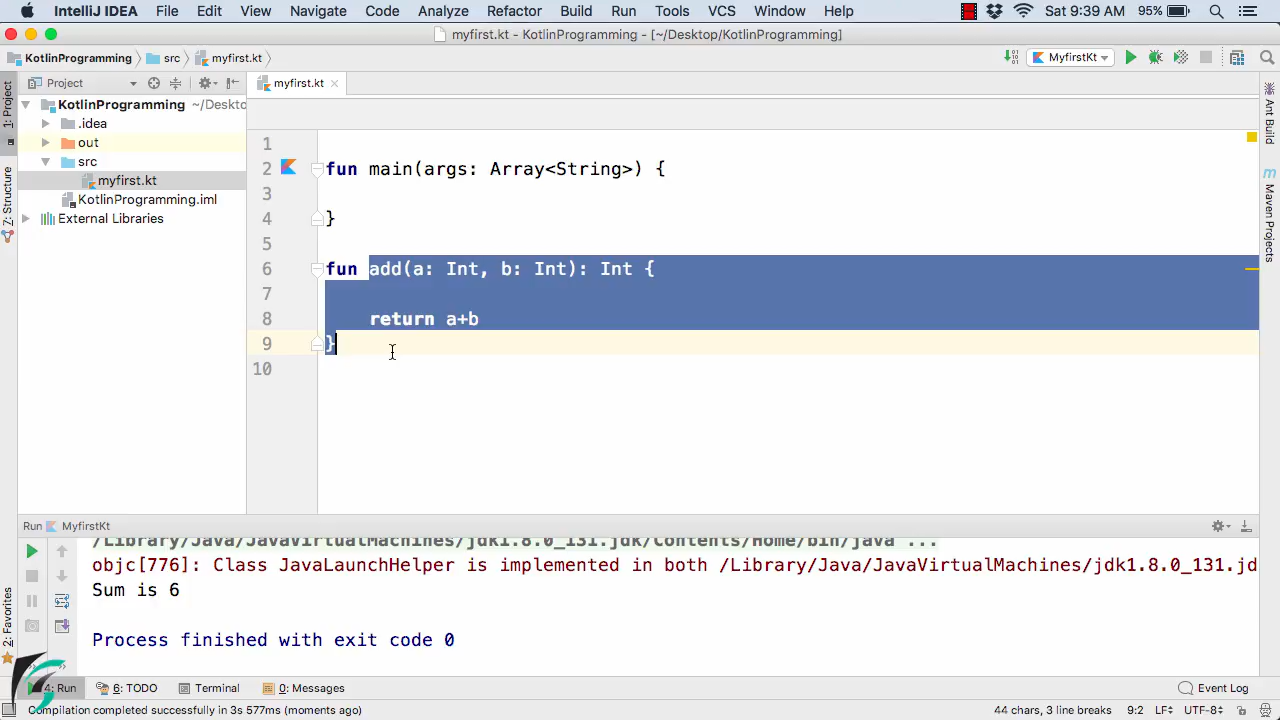 IntelliJ IDEA File Edit View Navigate Code Analyze Refactor Build Run Tools VCS Window Help Sat 9:39 AM 95%
myfirst.kt - KotlinProgramming - [~/Desktop/KotlinProgramming]
KotlinProgramming src myfirst.kt MyfirstKt
Project myfirst.kt
1: Project
7: Structure
2: Favorites
KotlinProgramming ~/Deskto
.idea
out
src
myfirst.kt
KotlinProgramming.iml
External Libraries
1
2 fun main(args: Array<String>) {
3
4 }
5
6 fun add(a: Int, b: Int): Int {
7
8 return a+b
9 }
10
Ant Build
Maven Projects
Run MyfirstKt
/Library/Java/JavaVirtualMachines/jdk1.8.0_131.jdk/Contents/Home/bin/java ...
objc[776]: Class JavaLaunchHelper is implemented in both /Library/Java/JavaVirtualMachines/jdk1.8.0_131.jd
Sum is 6
Process finished with exit code 0
4: Run 6: TODO Terminal 0: Messages Event Log
Compilation completed successfully in 3s 577ms (moments ago) 44 chars, 3 line breaks 9:2 LF UTF-8